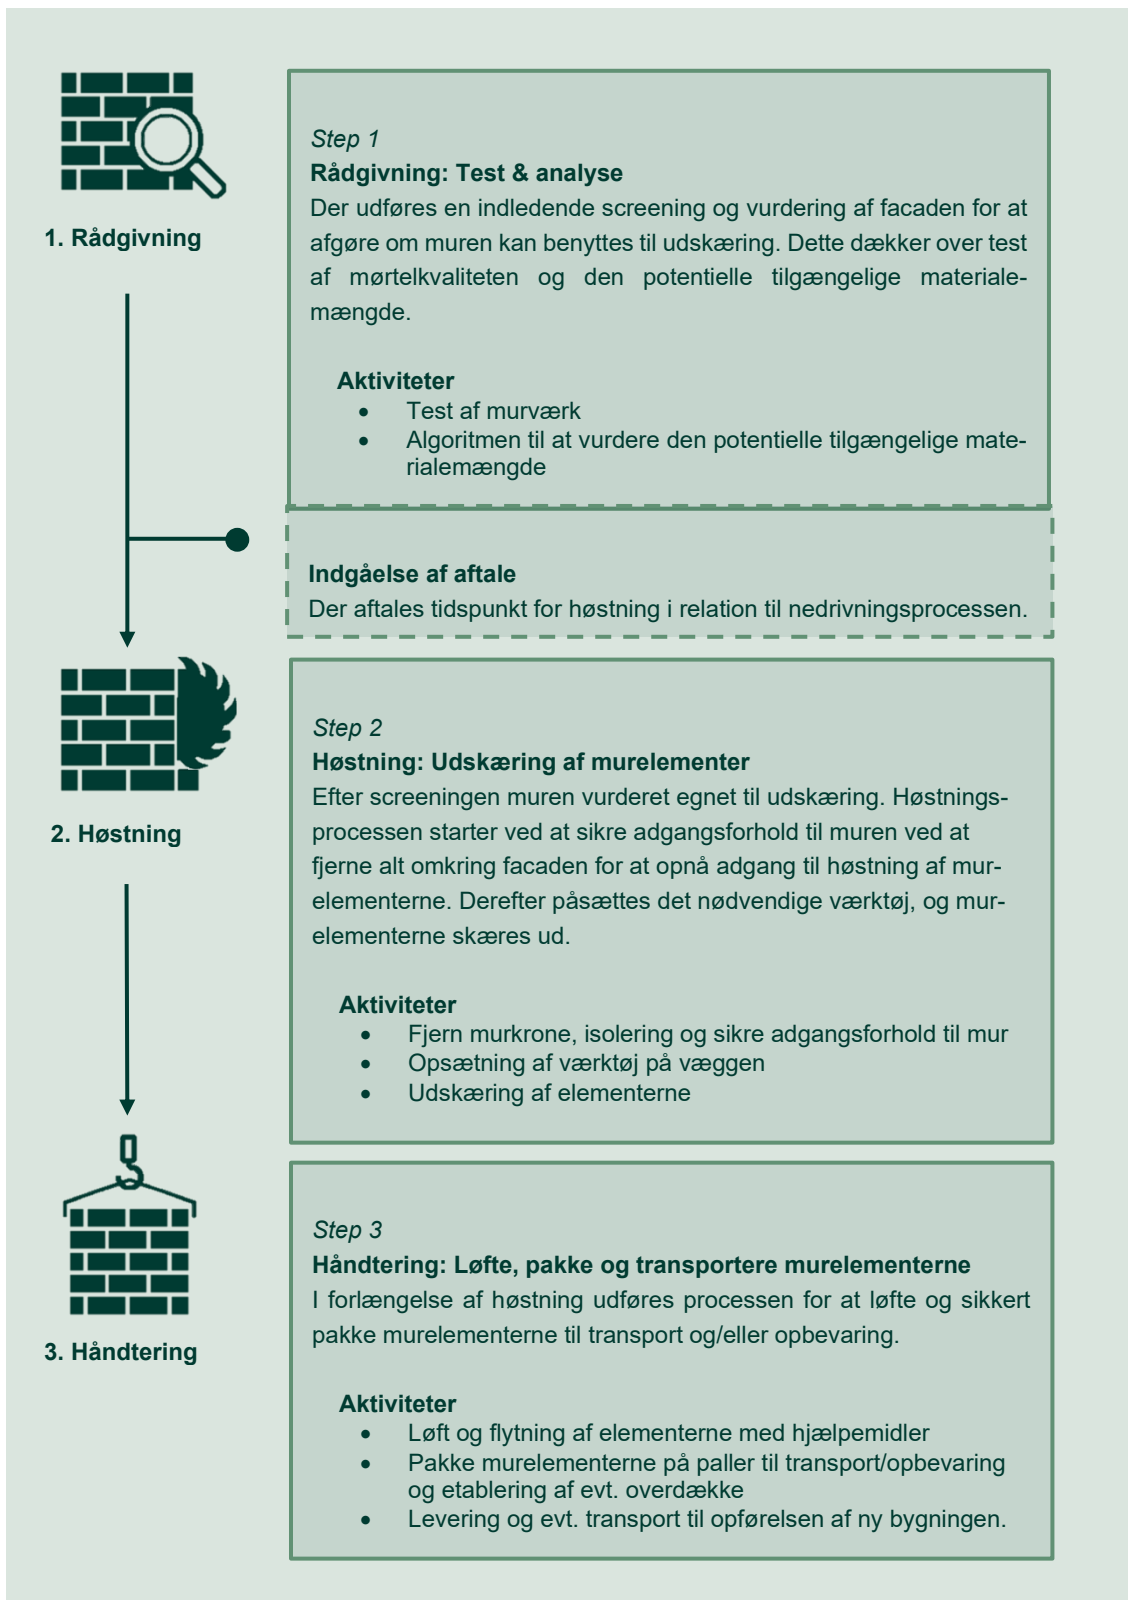 1. Rådgivning
Step 1
Rådgivning: Test & analyse
Der udføres en indledende screening og vurdering af facaden for at
afgøre om muren kan benyttes til udskæring. Dette dækker over test
af mørtelkvaliteten og den potentielle tilgængelige materiale-
mængde.
Aktiviteter
• Test af murværk
• Algoritmen til at vurdere den potentielle tilgængelige mate-
rialemængde
Indgåelse af aftale
Der aftales tidspunkt for høstning i relation til nedrivningsprocessen.
2. Høstning
Step 2
Høstning: Udskæring af murelementer
Efter screeningen muren vurderet egnet til udskæring. Høstnings-
processen starter ved at sikre adgangsforhold til muren ved at
fjerne alt omkring facaden for at opnå adgang til høstning af mur-
elementerne. Derefter påsættes det nødvendige værktøj, og mur-
elementerne skæres ud.
Aktiviteter
• Fjern murkrone, isolering og sikre adgangsforhold til mur
• Opsætning af værktøj på væggen
• Udskæring af elementerne
3. Håndtering
Step 3
Håndtering: Løfte, pakke og transportere murelementerne
I forlængelse af høstning udføres processen for at løfte og sikkert
pakke murelementerne til transport og/eller opbevaring.
Aktiviteter
• Løft og flytning af elementerne med hjælpemidler
• Pakke murelementerne på paller til transport/opbevaring
og etablering af evt. overdække
• Levering og evt. transport til opførelsen af ny bygningen.